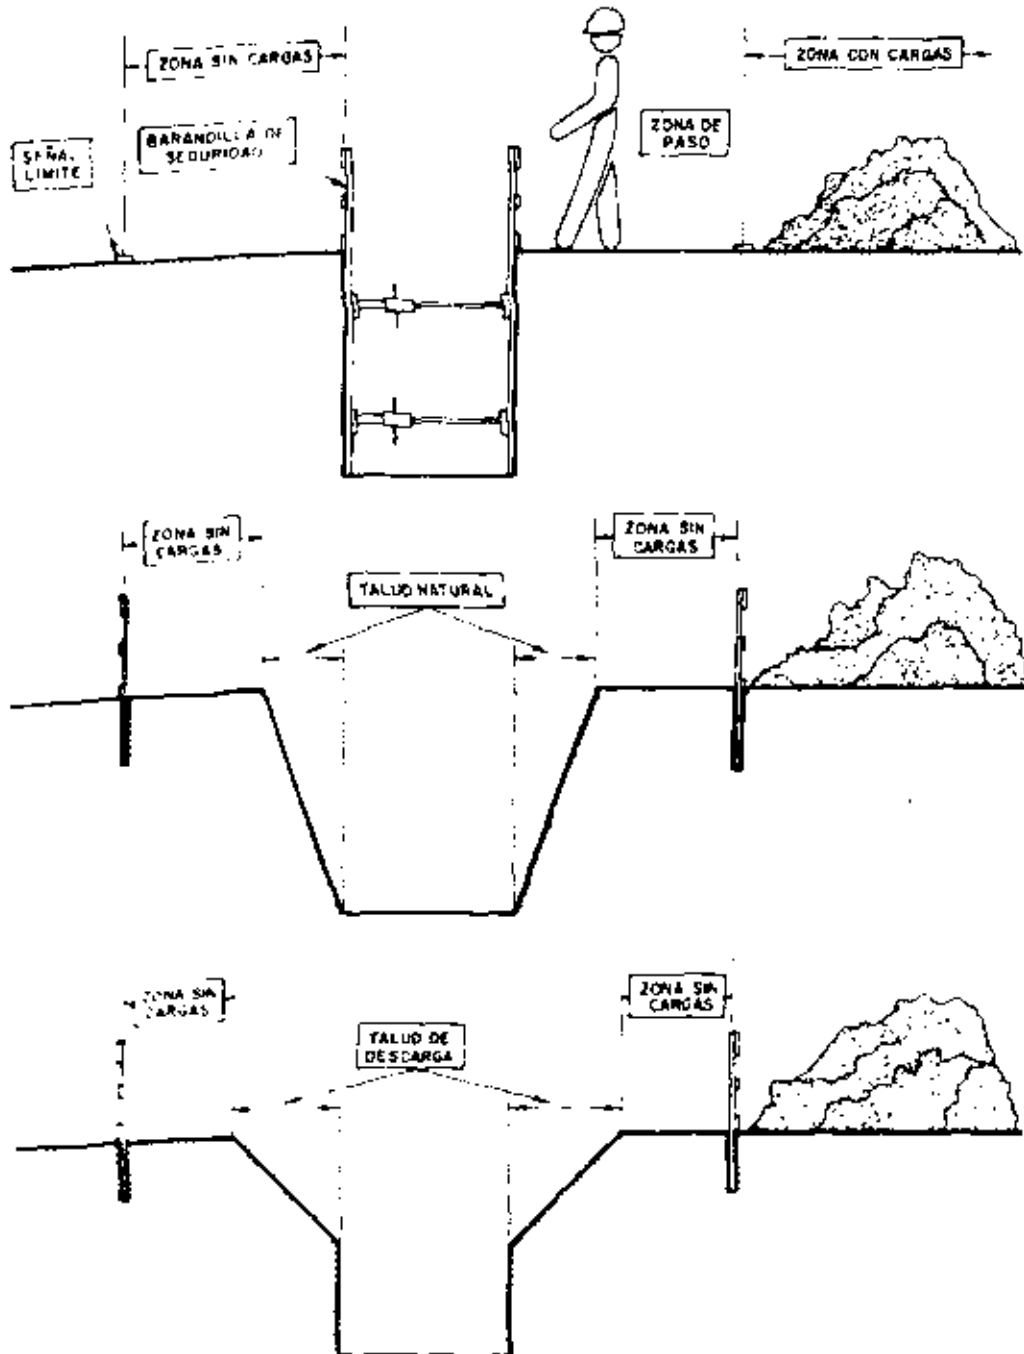 ZONA SIN CARGAS
ZONA CON CARGAS
BARANDILLA DE
SEGURIDAD
ZONA DE
PASO
SEÑAL
LIMITE
ZONA SIN
CARGAS
ZONA SIN
CARGAS
TALUD NATURAL
ZONA SIN
CARGAS
ZONA SIN
CARGAS
TALUD DE
DESCARGA